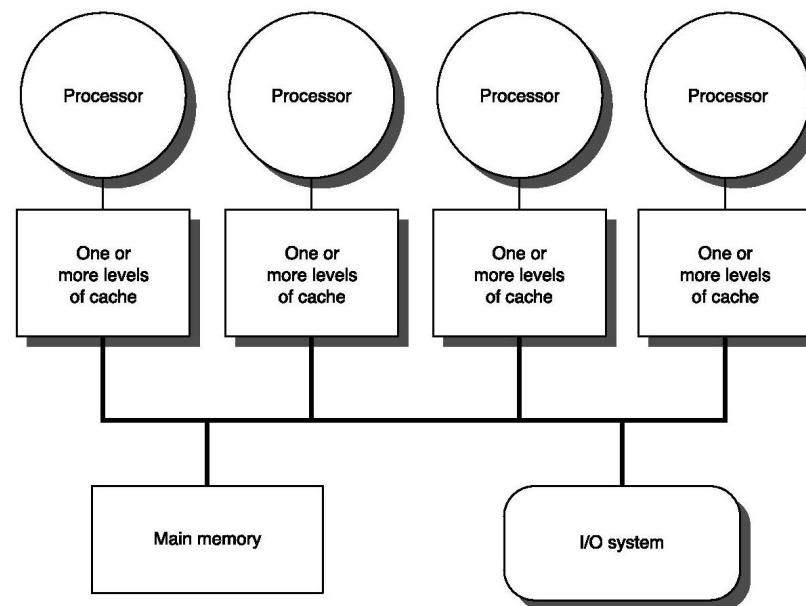 Processor
Processor
Processor
Processor
One or
more levels
of cache
One or
more levels
of cache
One or
more levels
of cache
One or
more levels
of cache
Main memory
I/O system